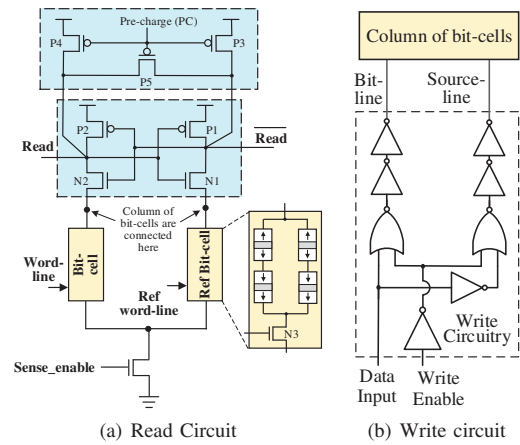 Pre-charge (PC)
P4
P3
P5
P2
P1
Read
Read
N2
N1
Column of
bit-cells are
connected
here
Word-
line
Bit-
cell
Ref Bit-cell
Ref
word-line
N3
Sense_enable
(a) Read Circuit
Column of bit-cells
Bit-
line
Source-
line
Write
Circuitry
Data
Input
Write
Enable
(b) Write circuit